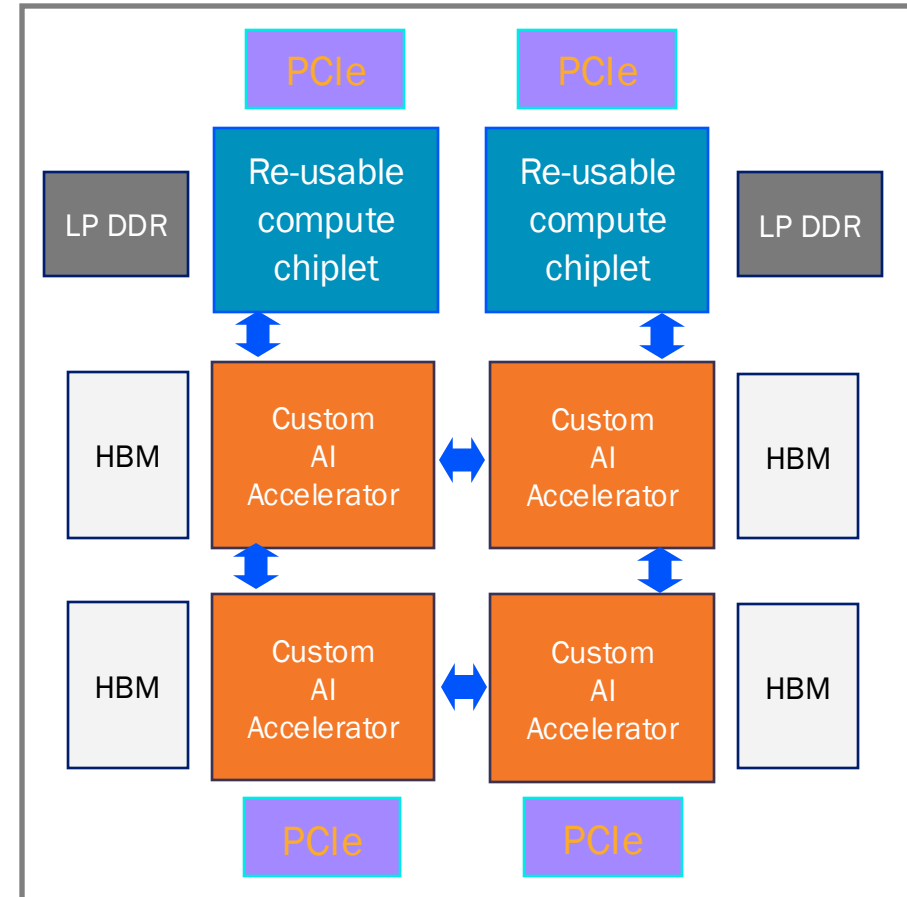 PCIe
PCIe
Re-usable
compute
chiplet
Re-usable
compute
chiplet
LP DDR
LP DDR
HBM
Custom
AI
Accelerator
Custom
AI
Accelerator
HBM
HBM
Custom
AI
Accelerator
Custom
AI
Accelerator
HBM
PCIe
PCIe